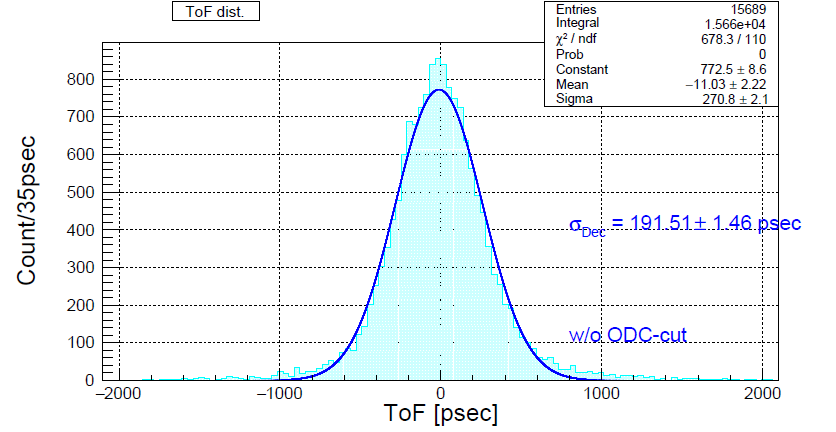 ToF dist.
Entries 15689
Integral 1.566e+04
χ² / ndf 678.3 / 110
Prob 0
Constant 772.5 ± 8.6
Mean −11.03 ± 2.22
Sigma 270.8 ± 2.1
800
700
600
500
400
300
200
100
0
Count/35psec
σDec = 191.51± 1.46 psec
w/o ODC-cut
−2000 −1000 0 1000 2000
ToF [psec]